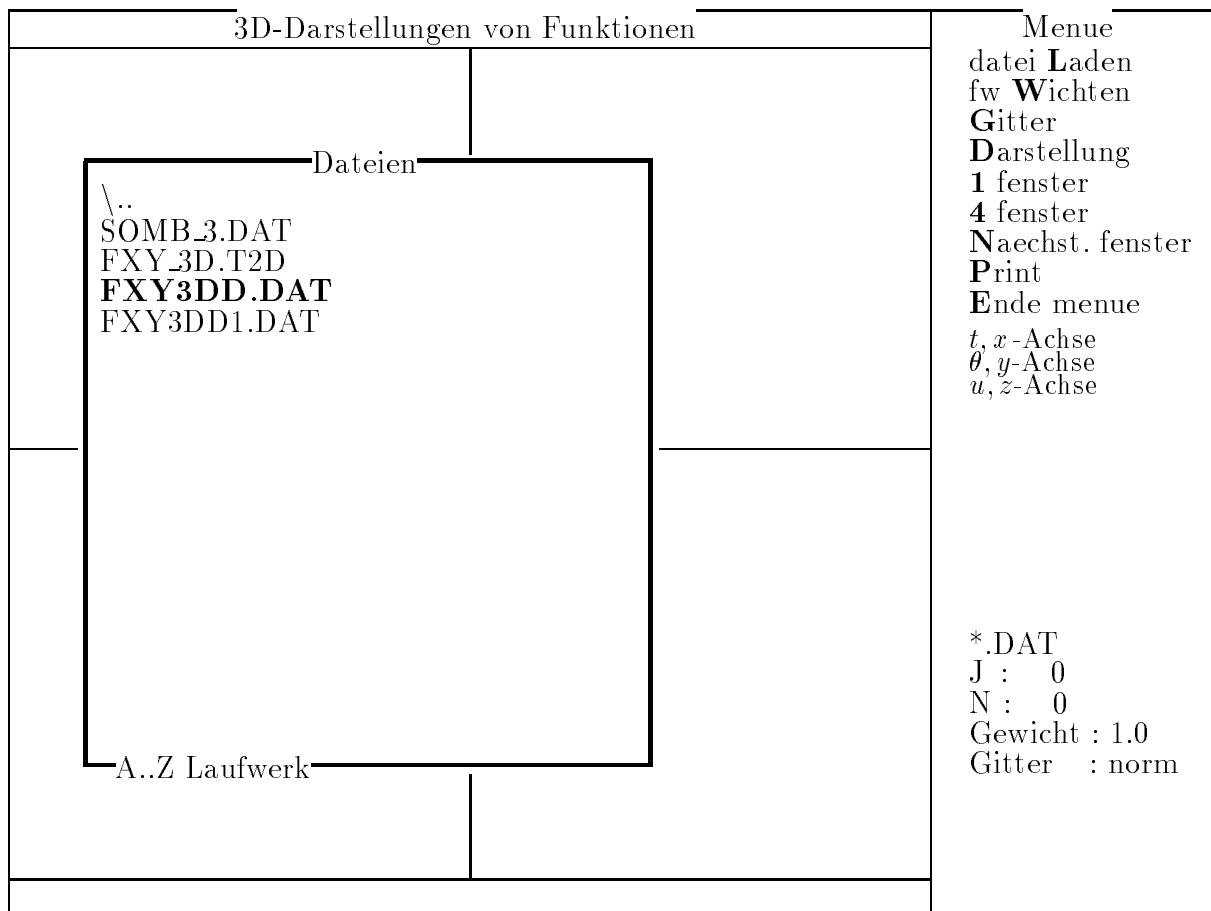 3D-Darstellungen von Funktionen
Dateien
\..
SOMB_3.DAT
FXY_3D.T2D
FXY3DD.DAT
FXY3DD1.DAT
A..Z Laufwerk
Menue
datei Laden
fw Wichten
Gitter
Darstellung
1 fenster
4 fenster
Naechst. fenster
Print
Ende menue
t, x-Achse
θ, y-Achse
u, z-Achse
*.DAT
J : 0
N : 0
Gewicht : 1.0
Gitter : norm